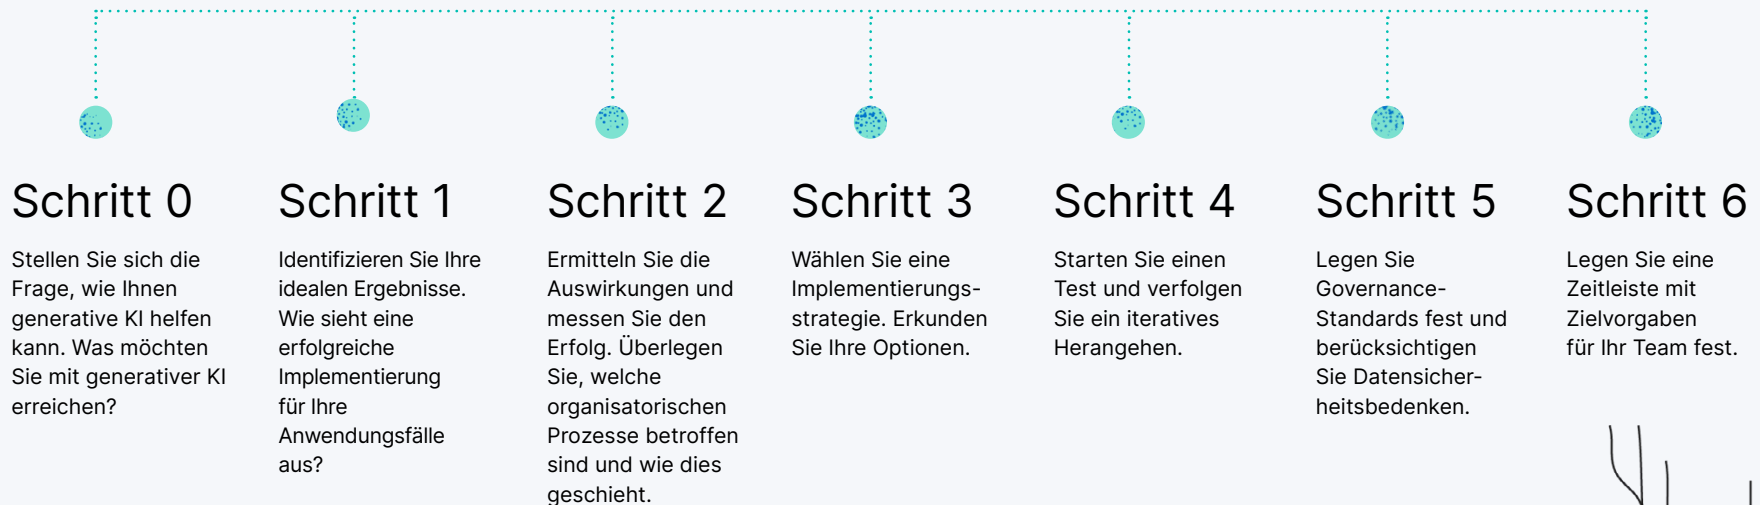 Schritt 0
Stellen Sie sich die
Frage, wie Ihnen
generative KI helfen
kann. Was möchten
Sie mit generativer KI
erreichen?
Schritt 1
Identifizieren Sie Ihre
idealen Ergebnisse.
Wie sieht eine
erfolgreiche
Implementierung
für Ihre
Anwendungsfälle
aus?
Schritt 2
Ermitteln Sie die
Auswirkungen und
messen Sie den
Erfolg. Überlegen
Sie, welche
organisatorischen
Prozesse betroffen
sind und wie dies
geschieht.
Schritt 3
Wählen Sie eine
Implementierungs-
strategie. Erkunden
Sie Ihre Optionen.
Schritt 4
Starten Sie einen
Test und verfolgen
Sie ein iteratives
Herangehen.
Schritt 5
Legen Sie
Governance-
Standards fest und
berücksichtigen
Sie Datensicher-
heitsbedenken.
Schritt 6
Legen Sie eine
Zeitleiste mit
Zielvorgaben
für Ihr Team fest.